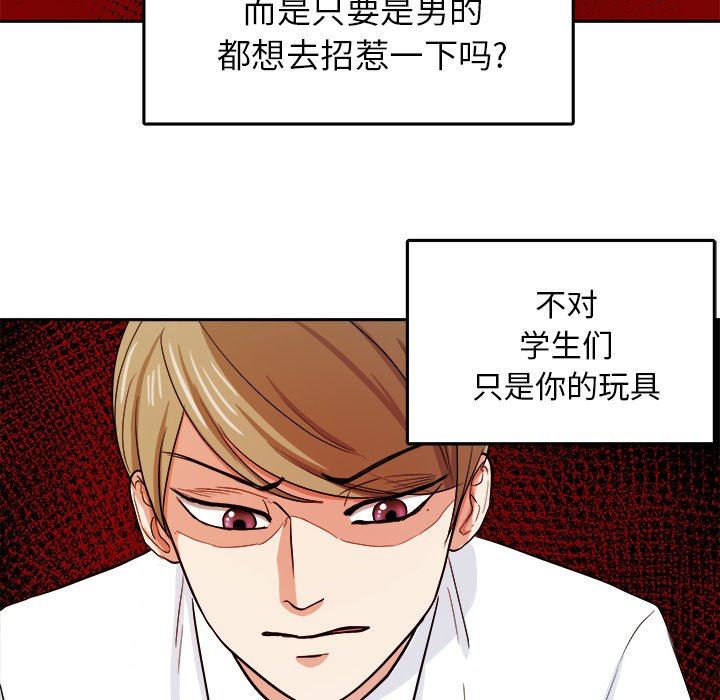 而是只要是男的
都想去招惹一下吗?
不对
学生们
只是你的玩具